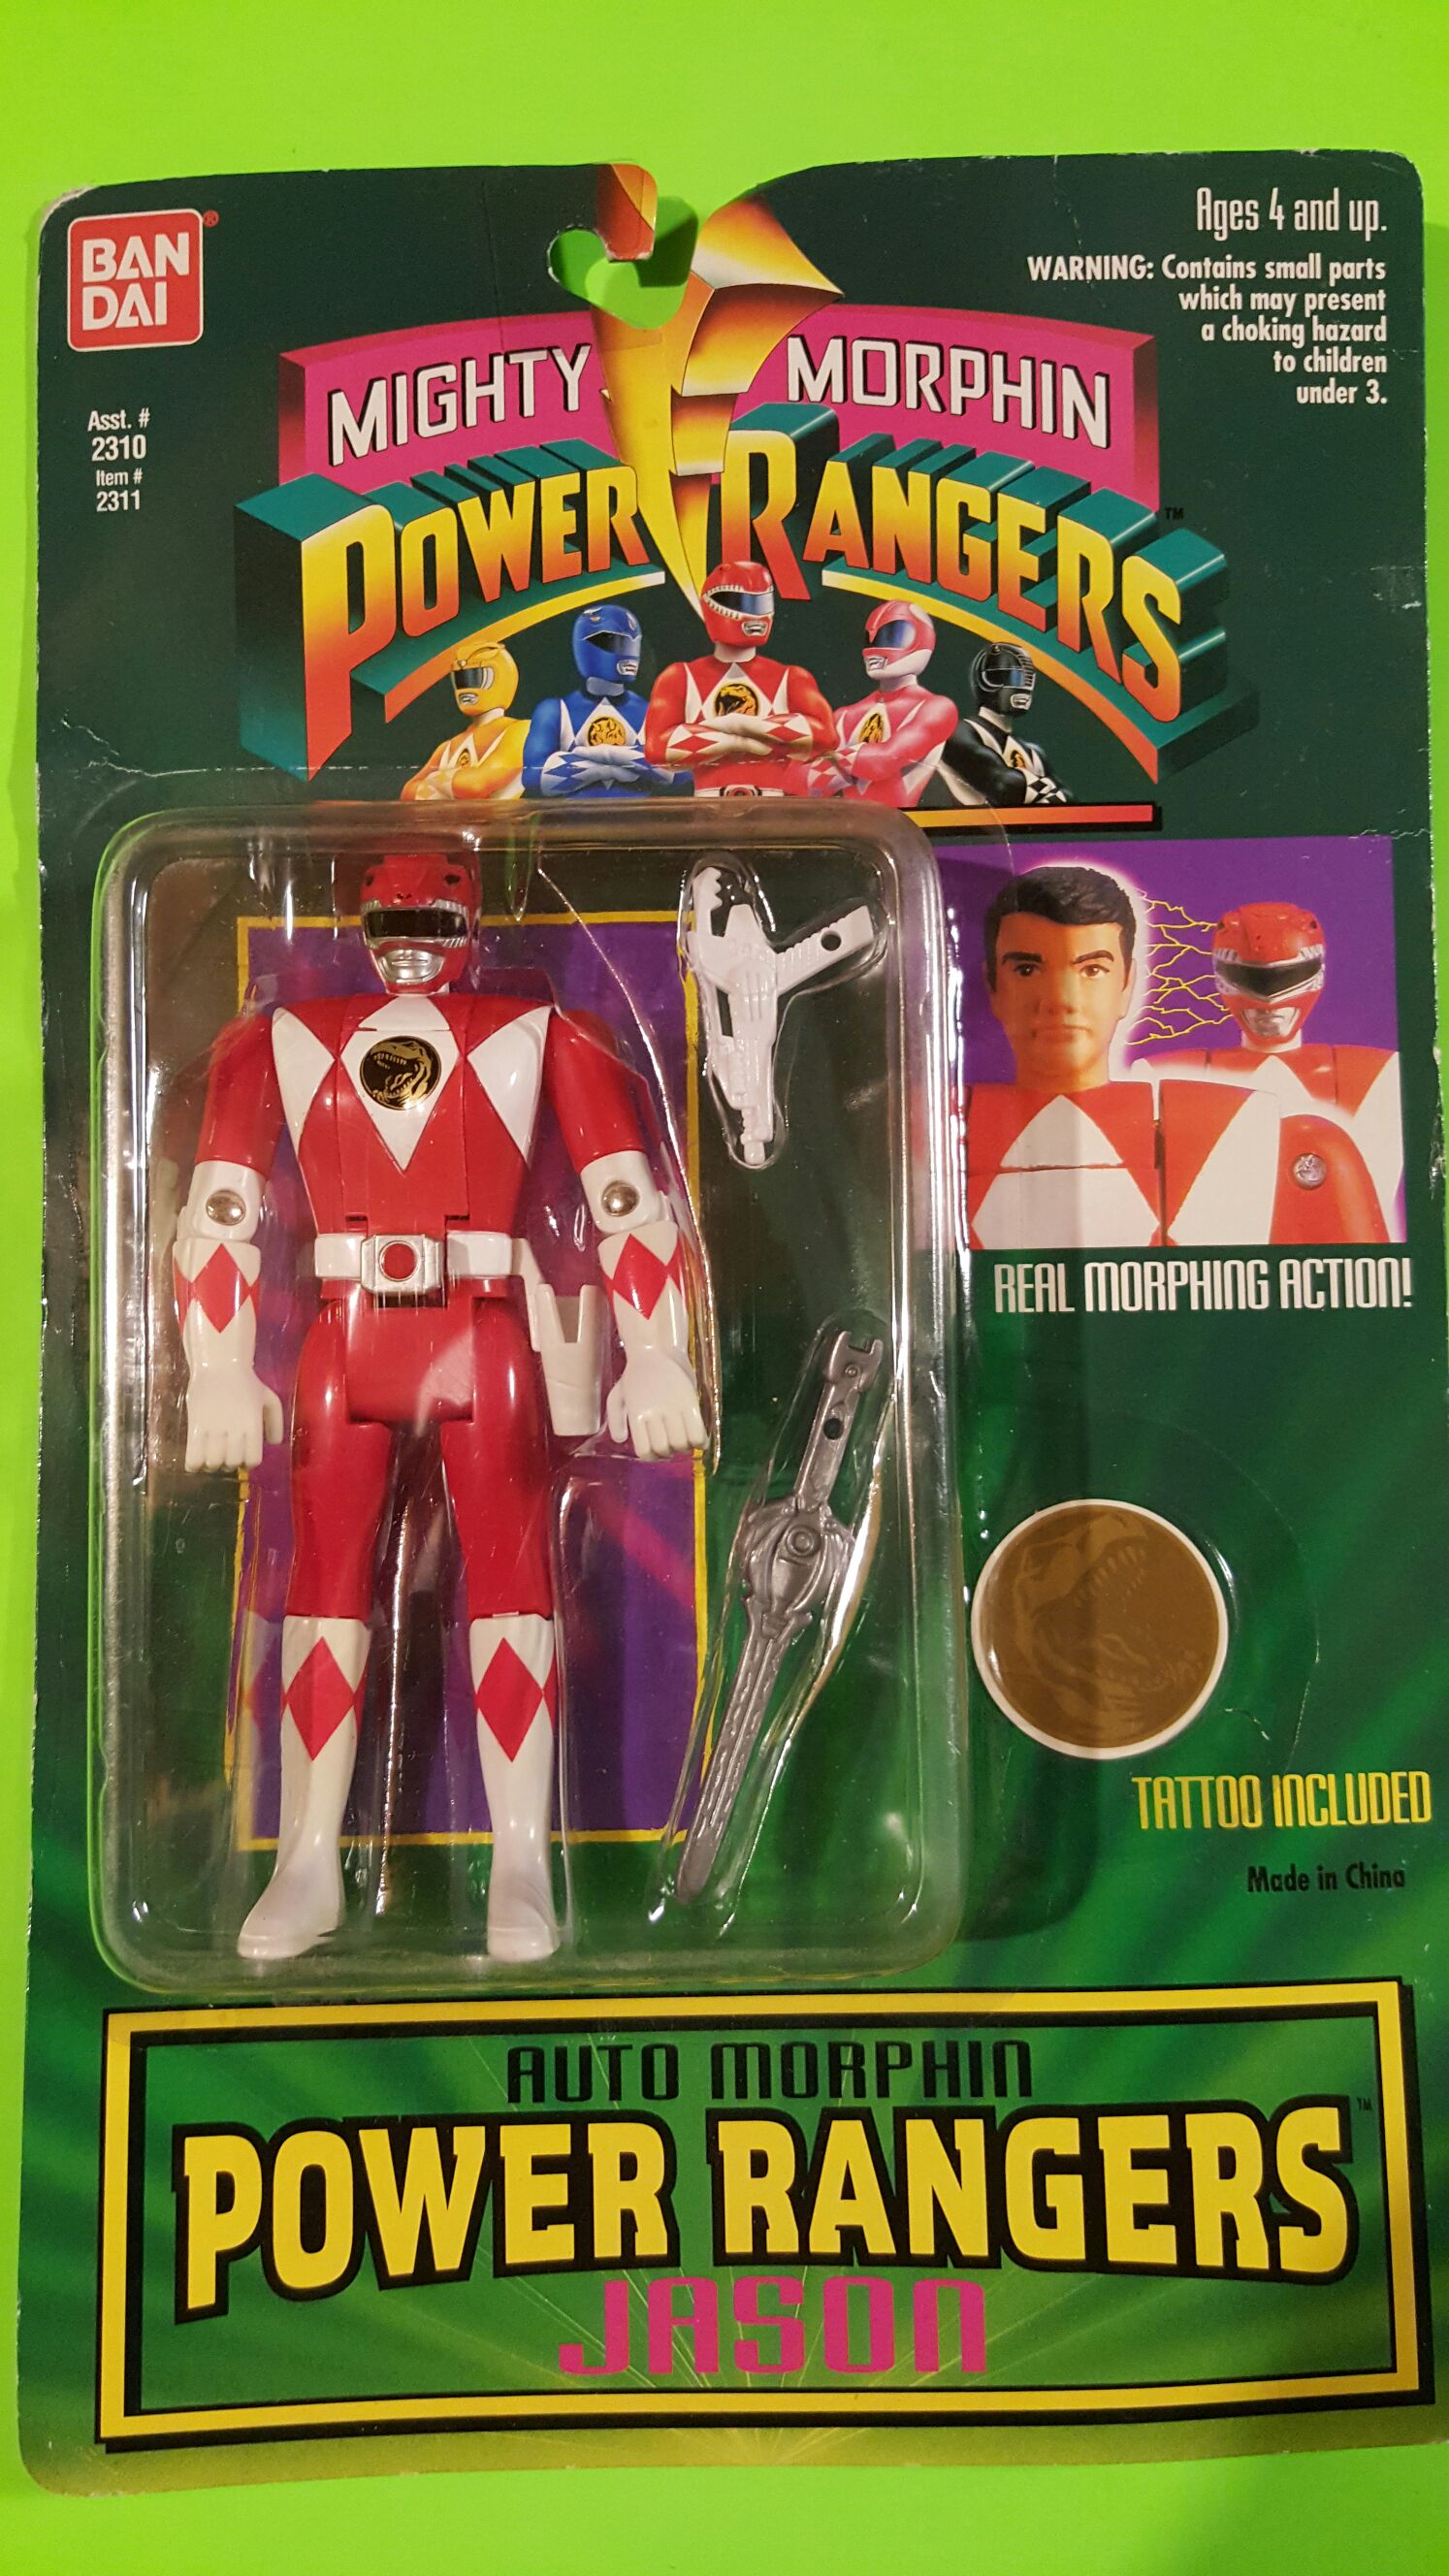 BAN
DAI
®
Ages 4 and up.
WARNING: Contains small parts
which may present
a choking hazard
to children
under 3.
Asst. #
2310
Item #
2311
MIGHTY MORPHIN
POWER RANGERS
TM
REAL MORPHING ACTION!
TATTOO INCLUDED
Made in China
AUTO MORPHIN
POWER RANGERS
TM
JASON